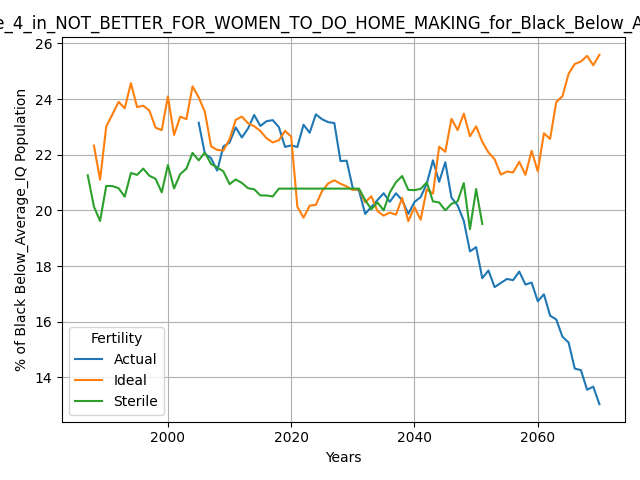 e_4_in_NOT_BETTER_FOR_WOMEN_TO_DO_HOME_MAKING_for_Black_Below_A
26
24
22
20
18
16
14
% of Black Below_Average_IQ Population
Fertility
Actual
Ideal
Sterile
2000
2020
2040
2060
Years